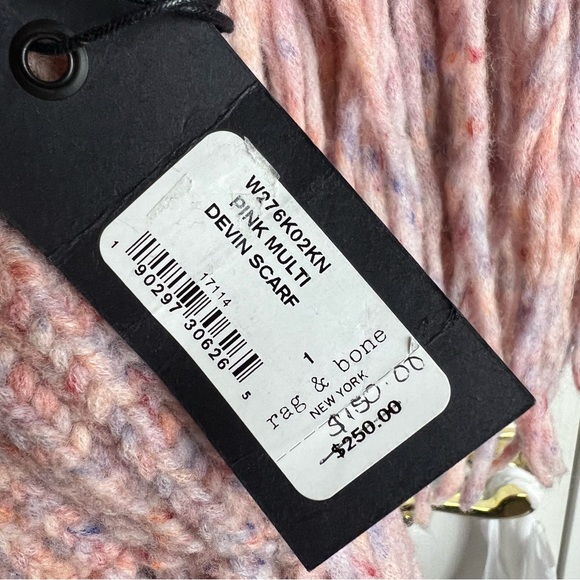 W276K02KN
PINK MULTI
DEVIN SCARF
17114
1 90297 30626 5
1
rag & bone
NEW YORK
$150.00
$250.00